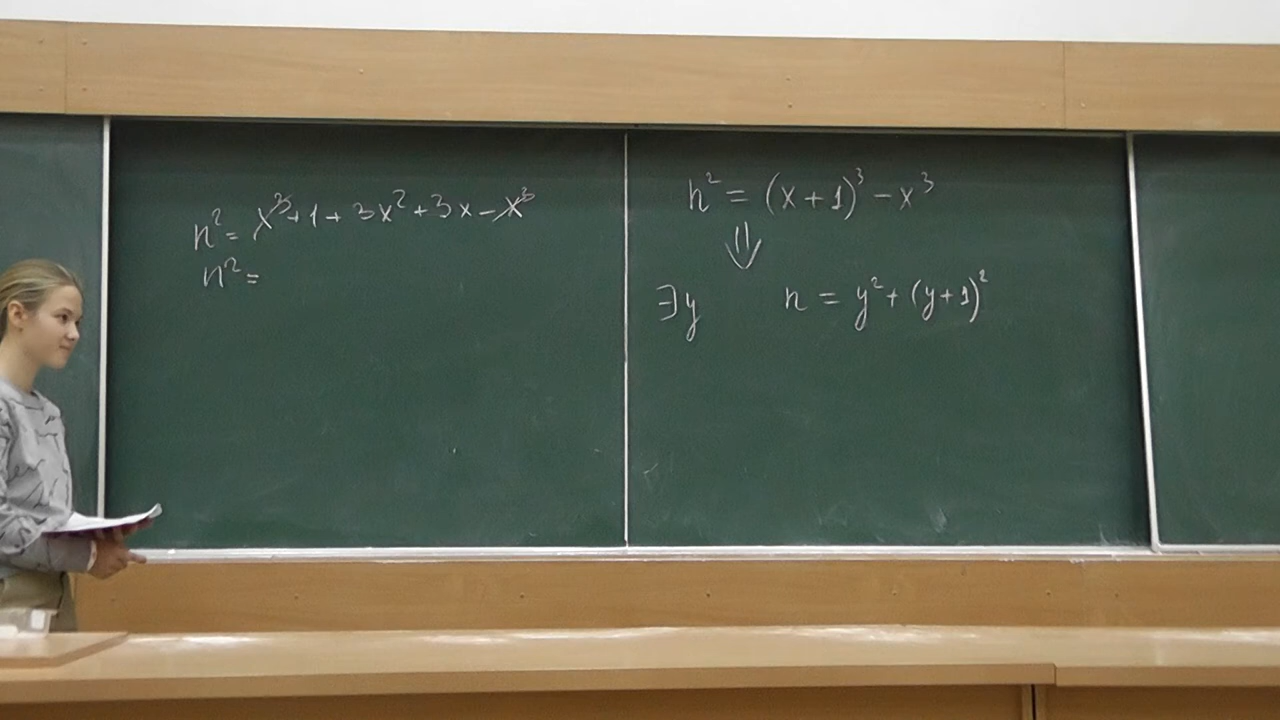 n² = x³ + 1 + 3x² + 3x - x³
n² =
n² = (x + 1)³ - x³
⇓
∃y n = y² + (y+1)²